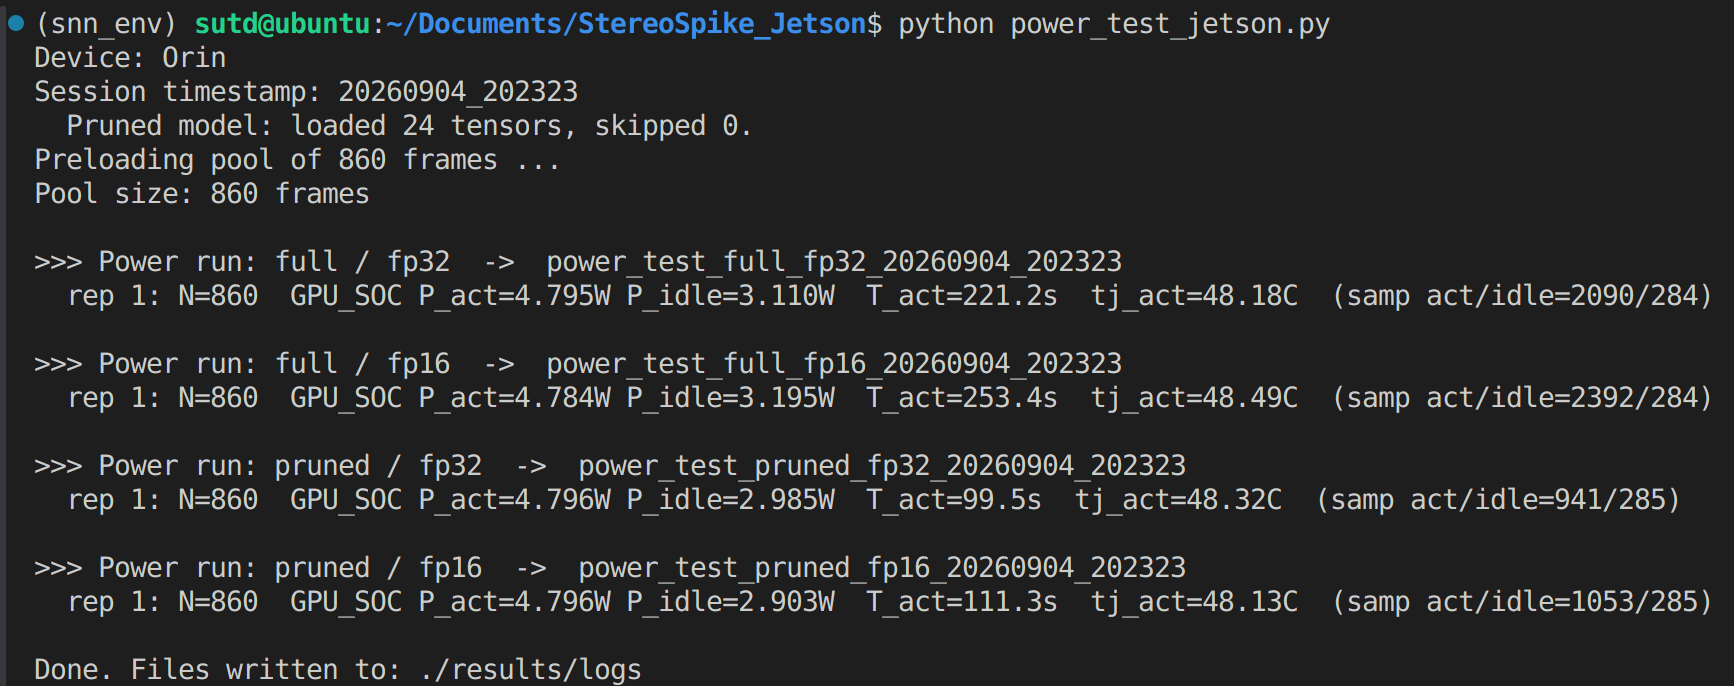 (snn_env) sutd@ubuntu:~/Documents/StereoSpike_Jetson$ python power_test_jetson.py
Device: Orin
Session timestamp: 20260904_202323
  Pruned model: loaded 24 tensors, skipped 0.
Preloading pool of 860 frames ...
Pool size: 860 frames

>>> Power run: full / fp32  ->  power_test_full_fp32_20260904_202323
  rep 1: N=860  GPU_SOC P_act=4.795W P_idle=3.110W  T_act=221.2s  tj_act=48.18C  (samp act/idle=2090/284)

>>> Power run: full / fp16  ->  power_test_full_fp16_20260904_202323
  rep 1: N=860  GPU_SOC P_act=4.784W P_idle=3.195W  T_act=253.4s  tj_act=48.49C  (samp act/idle=2392/284)

>>> Power run: pruned / fp32  ->  power_test_pruned_fp32_20260904_202323
  rep 1: N=860  GPU_SOC P_act=4.796W P_idle=2.985W  T_act=99.5s  tj_act=48.32C  (samp act/idle=941/285)

>>> Power run: pruned / fp16  ->  power_test_pruned_fp16_20260904_202323
  rep 1: N=860  GPU_SOC P_act=4.796W P_idle=2.903W  T_act=111.3s  tj_act=48.13C  (samp act/idle=1053/285)

Done. Files written to: ./results/logs